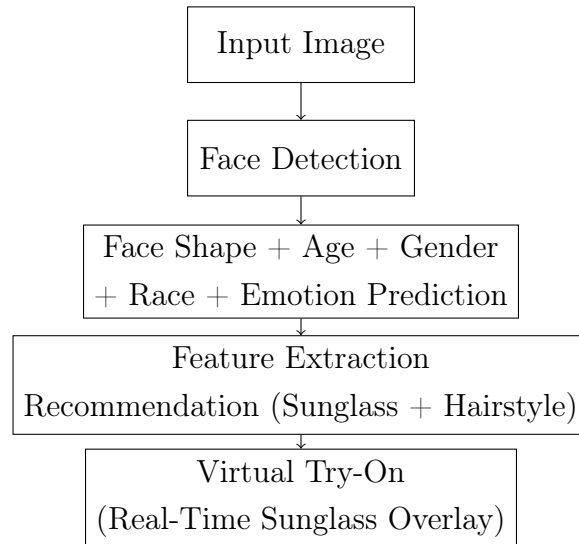 Input Image
Face Detection
Face Shape + Age + Gender
+ Race + Emotion Prediction
Feature Extraction
Recommendation (Sunglass + Hairstyle)
Virtual Try-On
(Real-Time Sunglass Overlay)